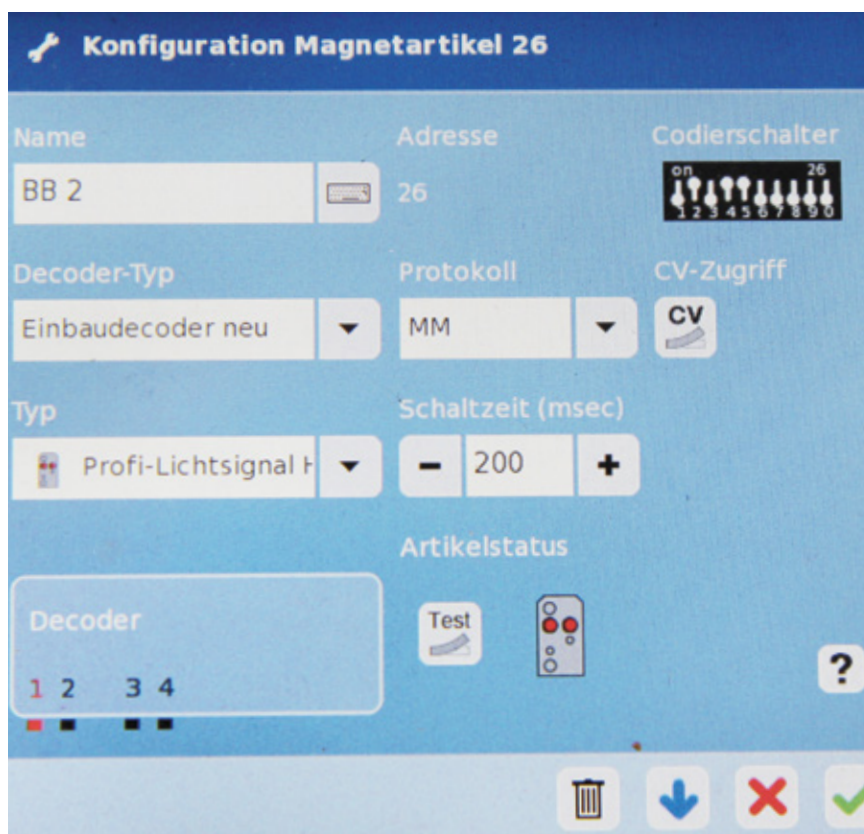 Konfiguration Magnetartikel 26
Name
Adresse
Codierschalter
BB 2
26
on 26
1 2 3 4 5 6 7 8 9 0
Decoder-Typ
Protokoll
CV-Zugriff
Einbaudecoder neu
MM
CV
Typ
Schaltzeit (msec)
Profi-Lichtsignal H
200
Artikelstatus
Decoder
Test
1 2 3 4
?